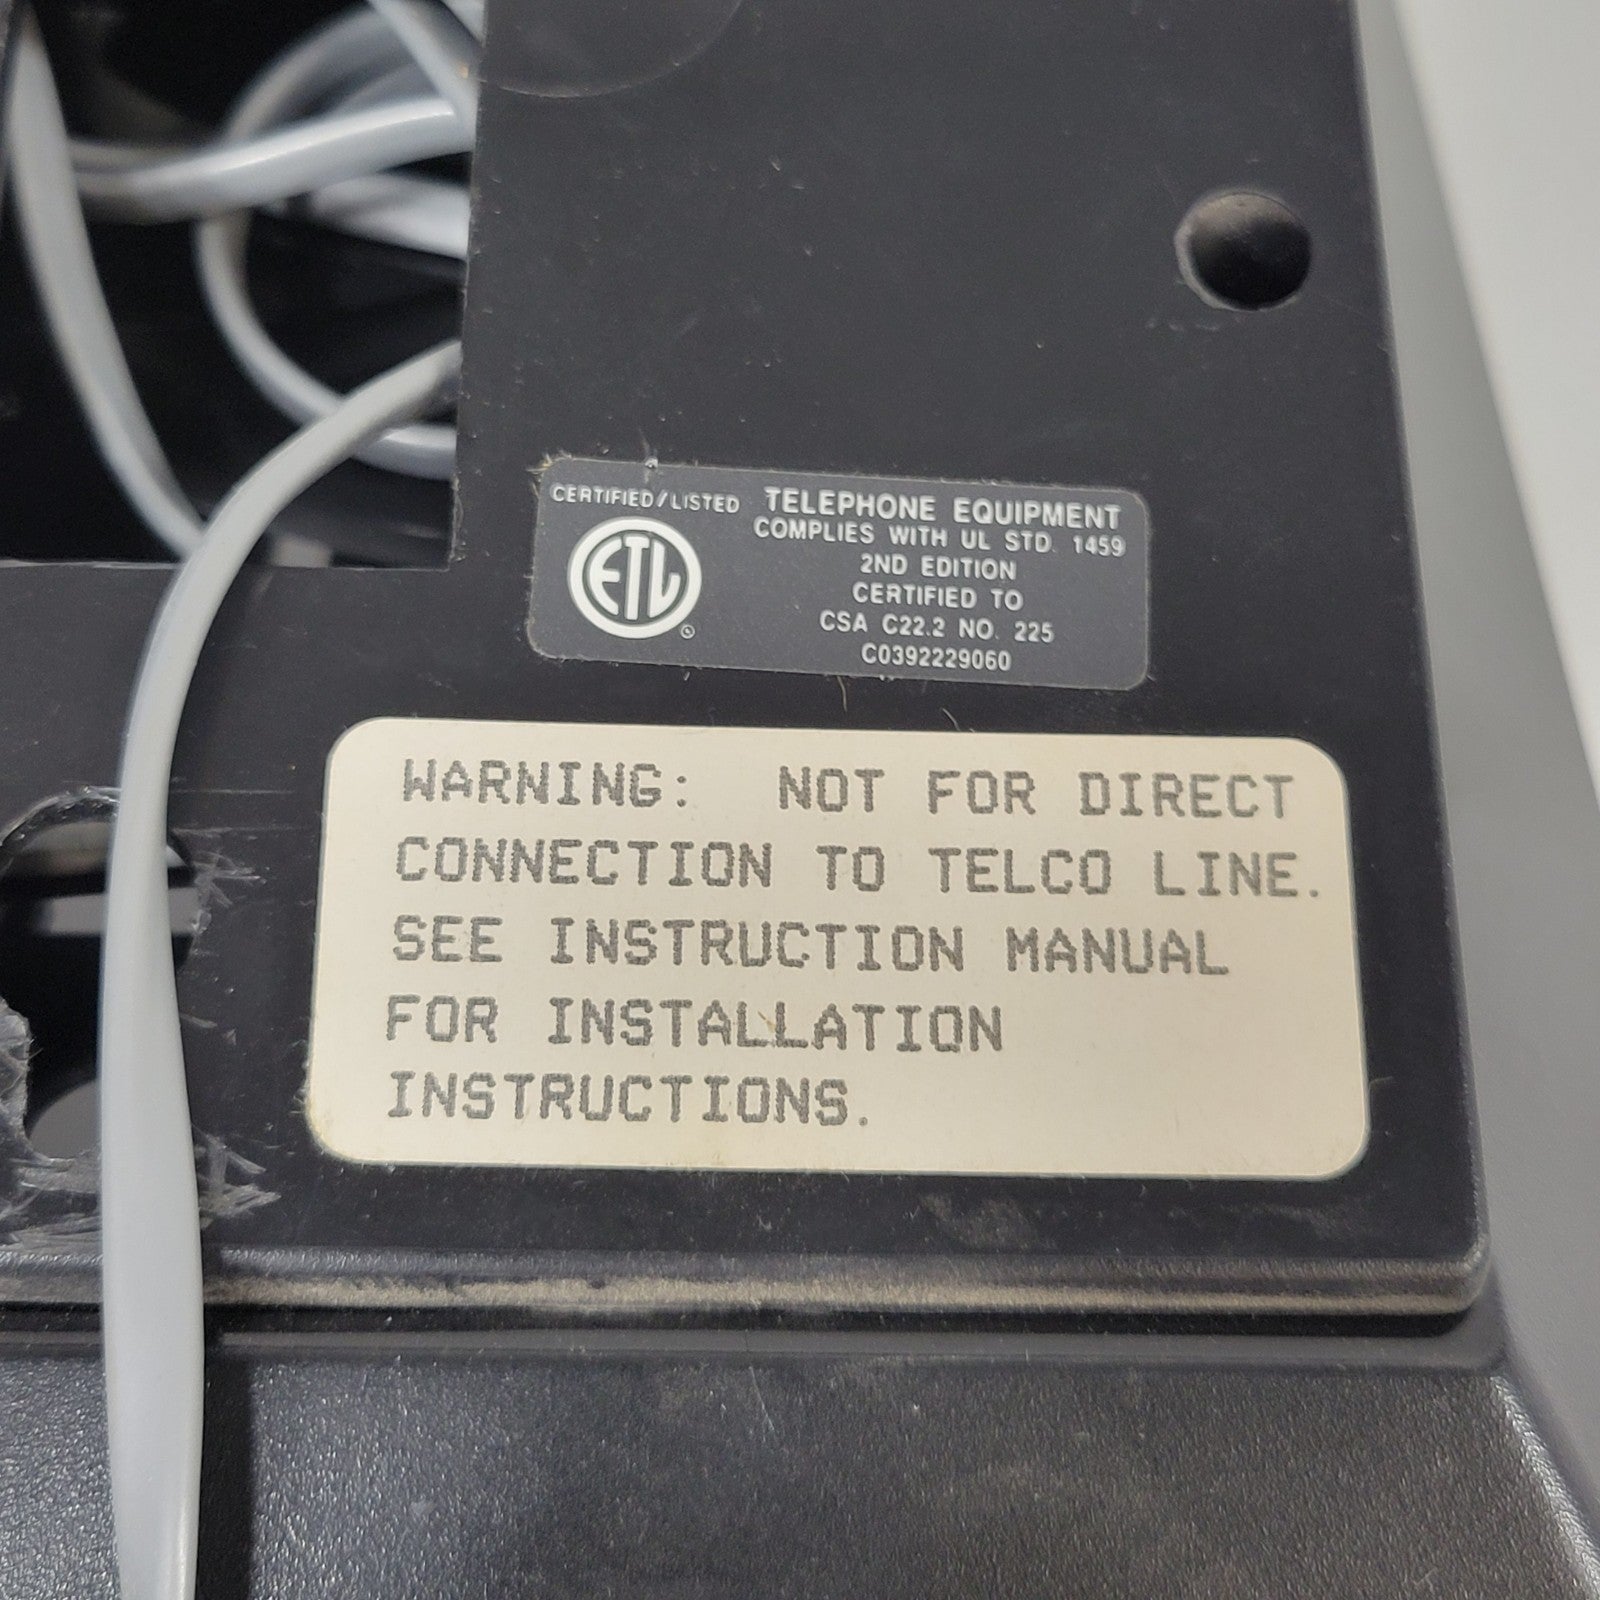 CERTIFIED/LISTED TELEPHONE EQUIPMENT
COMPLIES WITH UL STD. 1459
ETL
2ND EDITION
CERTIFIED TO
CSA C22.2 NO. 225
C0392229060
WARNING: NOT FOR DIRECT
CONNECTION TO TELCO LINE.
SEE INSTRUCTION MANUAL
FOR INSTALLATION
INSTRUCTIONS.